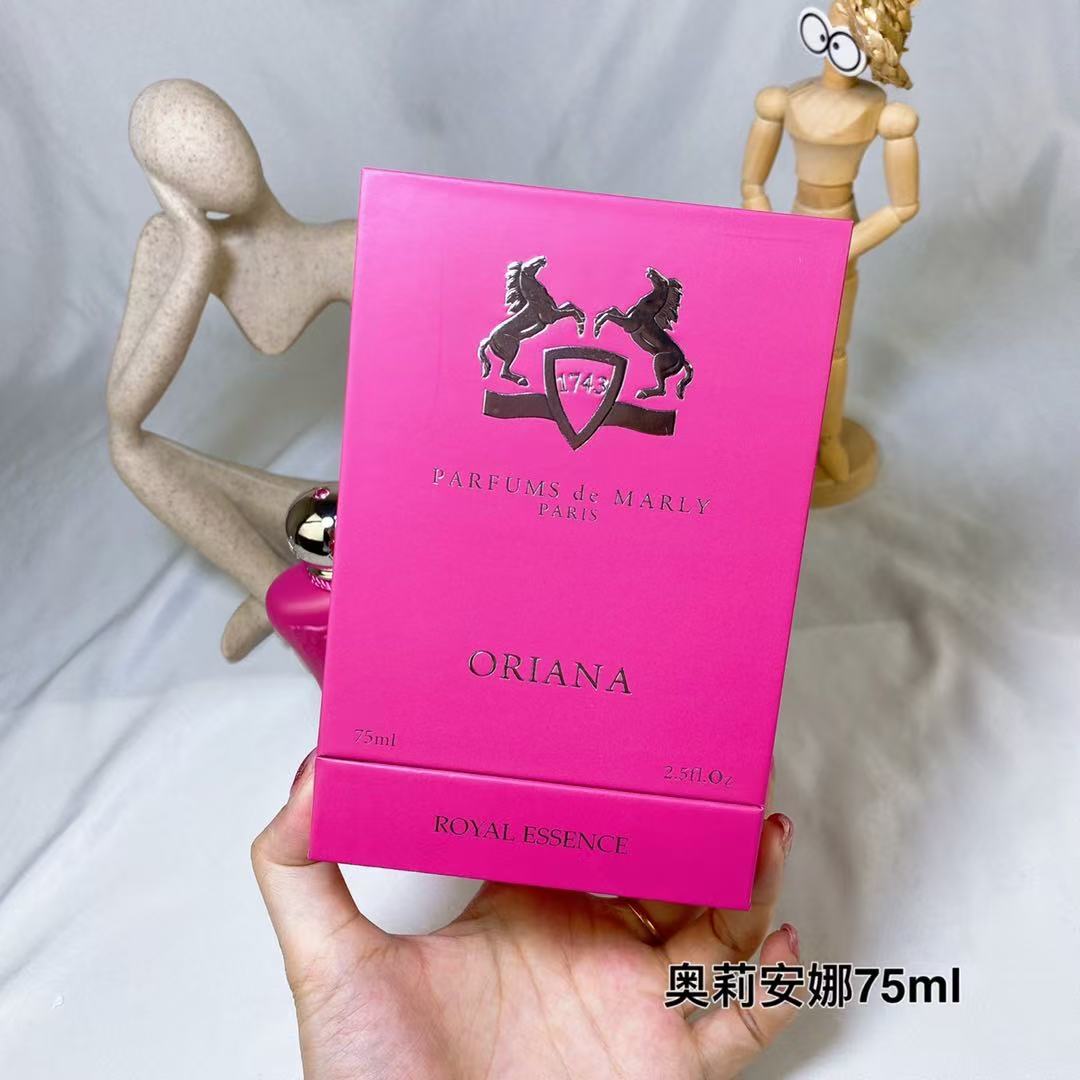 1743
PARFUMS de MARLY
PARIS
ORIANA
75ml
2.5fl.Oz
ROYAL ESSENCE
奥莉安娜75ml